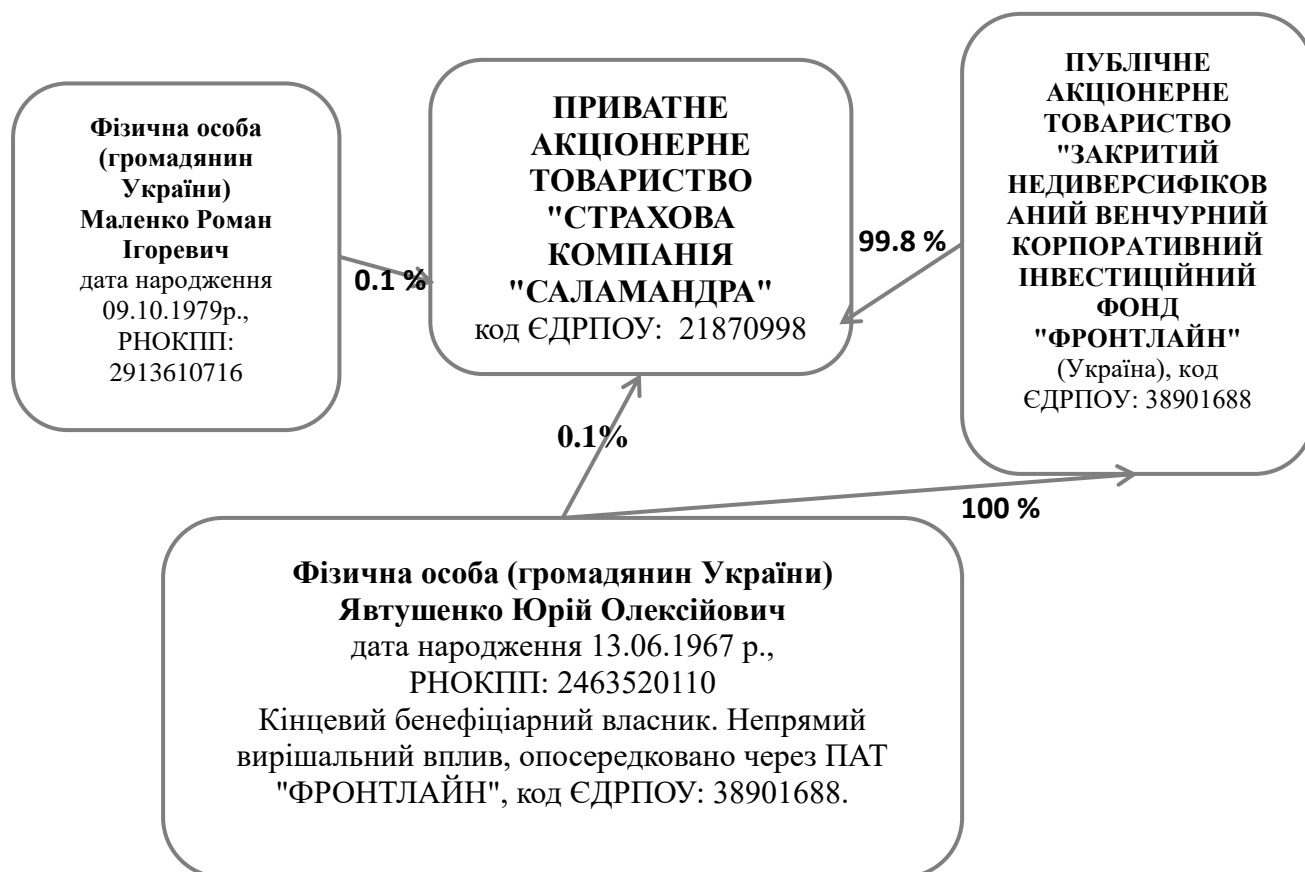 Фізична особа
(громадянин
України)
Маленко Роман
Ігоревич
дата народження
09.10.1979р.,
РНОКПП:
2913610716
0.1 %
ПРИВАТНЕ
АКЦІОНЕРНЕ
ТОВАРИСТВО
"СТРАХОВА
КОМПАНІЯ
"САЛАМАНДРА"
код ЄДРПОУ: 21870998
99.8 %
ПУБЛІЧНЕ
АКЦІОНЕРНЕ
ТОВАРИСТВО
"ЗАКРИТИЙ
НЕДИВЕРСИФІКОВ
АНИЙ ВЕНЧУРНИЙ
КОРПОРАТИВНИЙ
ІНВЕСТИЦІЙНИЙ
ФОНД
"ФРОНТЛАЙН"
(Україна), код
ЄДРПОУ: 38901688
0.1%
100 %
Фізична особа (громадянин України)
Явтушенко Юрій Олексійович
дата народження 13.06.1967 р.,
РНОКПП: 2463520110
Кінцевий бенефіціарний власник. Непрямий
вирішальний вплив, опосередковано через ПАТ
"ФРОНТЛАЙН", код ЄДРПОУ: 38901688.